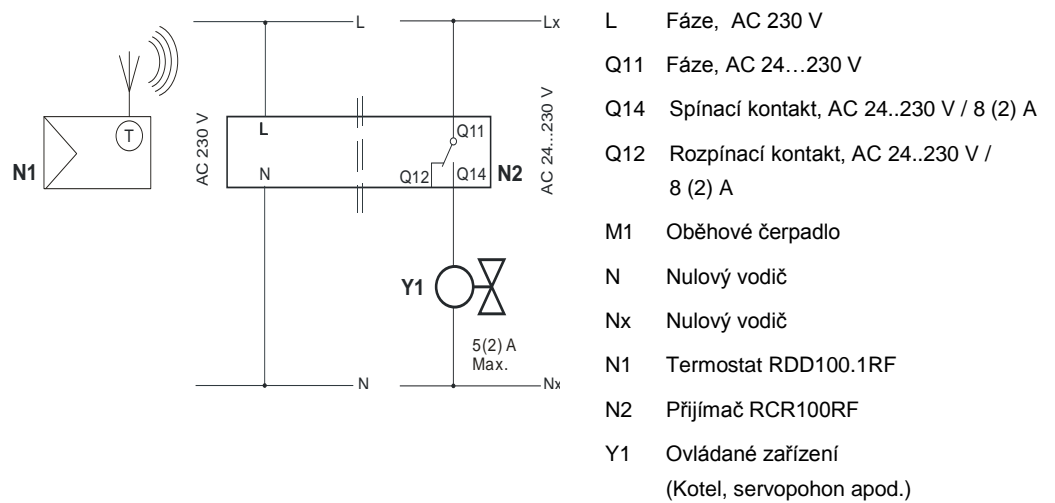 L
Lx
T
N1
AC 230 V
L
N
Q11
Q12
Q14
N2
AC 24...230 V
Y1
5(2) A
Max.
N
Nx
L Fáze, AC 230 V
Q11 Fáze, AC 24…230 V
Q14 Spínací kontakt, AC 24..230 V / 8 (2) A
Q12 Rozpínací kontakt, AC 24..230 V /
8 (2) A
M1 Oběhové čerpadlo
N Nulový vodič
Nx Nulový vodič
N1 Termostat RDD100.1RF
N2 Přijímač RCR100RF
Y1 Ovládané zařízení
(Kotel, servopohon apod.)